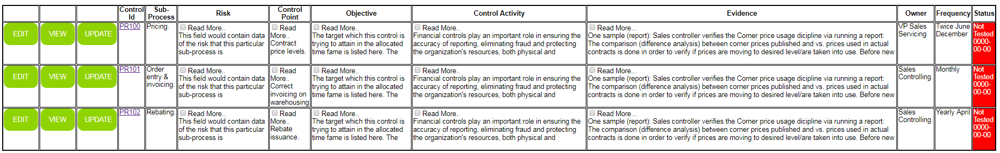 Control Id
Sub-Process
Risk
Control Point
Objective
Control Activity
Evidence
Owner
Frequency
Status
EDIT
VIEW
UPDATE
PR100
Pricing.
Read More..
This field would contain data
of the risk that this particular
sub-process is
Read
More..
Contract
price levels.
Read More..
The target which this control is
trying to attain in the allocated
time fame is listed here. The
Read More..
Financial controls play an important role in ensuring the
accuracy of reporting, eliminating fraud and protecting
the organization's resources, both physical and
Read More...
One sample (report): Sales controller verifies the Corner price usage dicipline via running a report:
The comparison (difference analysis) between corner prices published and vs. prices used in actual
contracts is done in order to verify if prices are moving to desired level/are taken into use. Before new
VP Sales
Servicing
Twice June
December
Not
Tested
0000-
00-00
EDIT
VIEW
UPDATE
PR101
Order
entry &
invoicing.
Read More..
This field would contain data
of the risk that this particular
sub-process is
Read
More..
Correct
invoicing on
warehousing
Read More..
The target which this control is
trying to attain in the allocated
time fame is listed here. The
Read More..
Financial controls play an important role in ensuring the
accuracy of reporting, eliminating fraud and protecting
the organization's resources, both physical and
Read More...
One sample (report): Sales controller verifies the Corner price usage dicipline via running a report:
The comparison (difference analysis) between corner prices published and vs. prices used in actual
contracts is done in order to verify if prices are moving to desired level/are taken into use. Before new
Sales
Controlling.
Monthly
Not
Tested
0000-
00-00
EDIT
VIEW
UPDATE
PR102
Rebating.
Read More..
This field would contain data
of the risk that this particular
sub-process is
Read
More..
Rebate
issuance.
Read More..
The target which this control is
trying to attain in the allocated
time fame is listed here. The
Read More..
Financial controls play an important role in ensuring the
accuracy of reporting, eliminating fraud and protecting
the organization's resources, both physical and
Read More...
One sample (report): Sales controller verifies the Corner price usage dicipline via running a report:
The comparison (difference analysis) between corner prices published and vs. prices used in actual
contracts is done in order to verify if prices are moving to desired level/are taken into use. Before new
Sales
Controlling.
Yearly April
Not
Tested
0000-
00-00